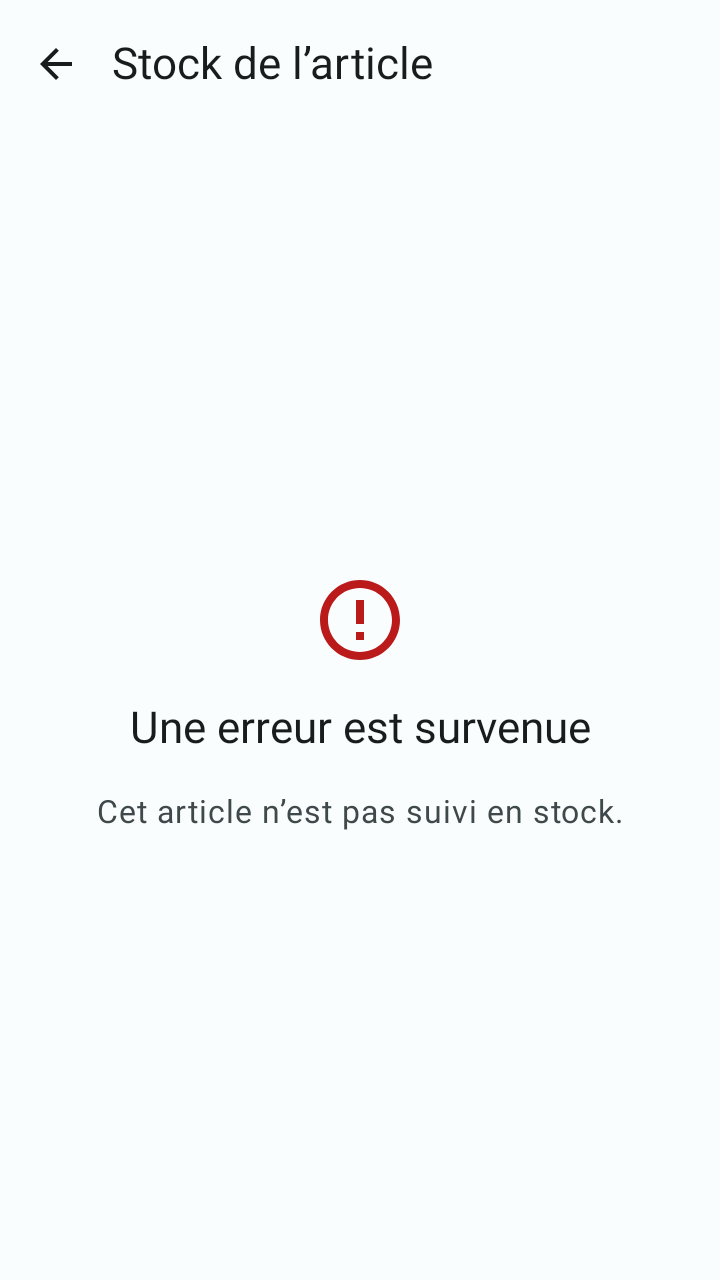 Stock de l’article
Une erreur est survenue
Cet article n’est pas suivi en stock.